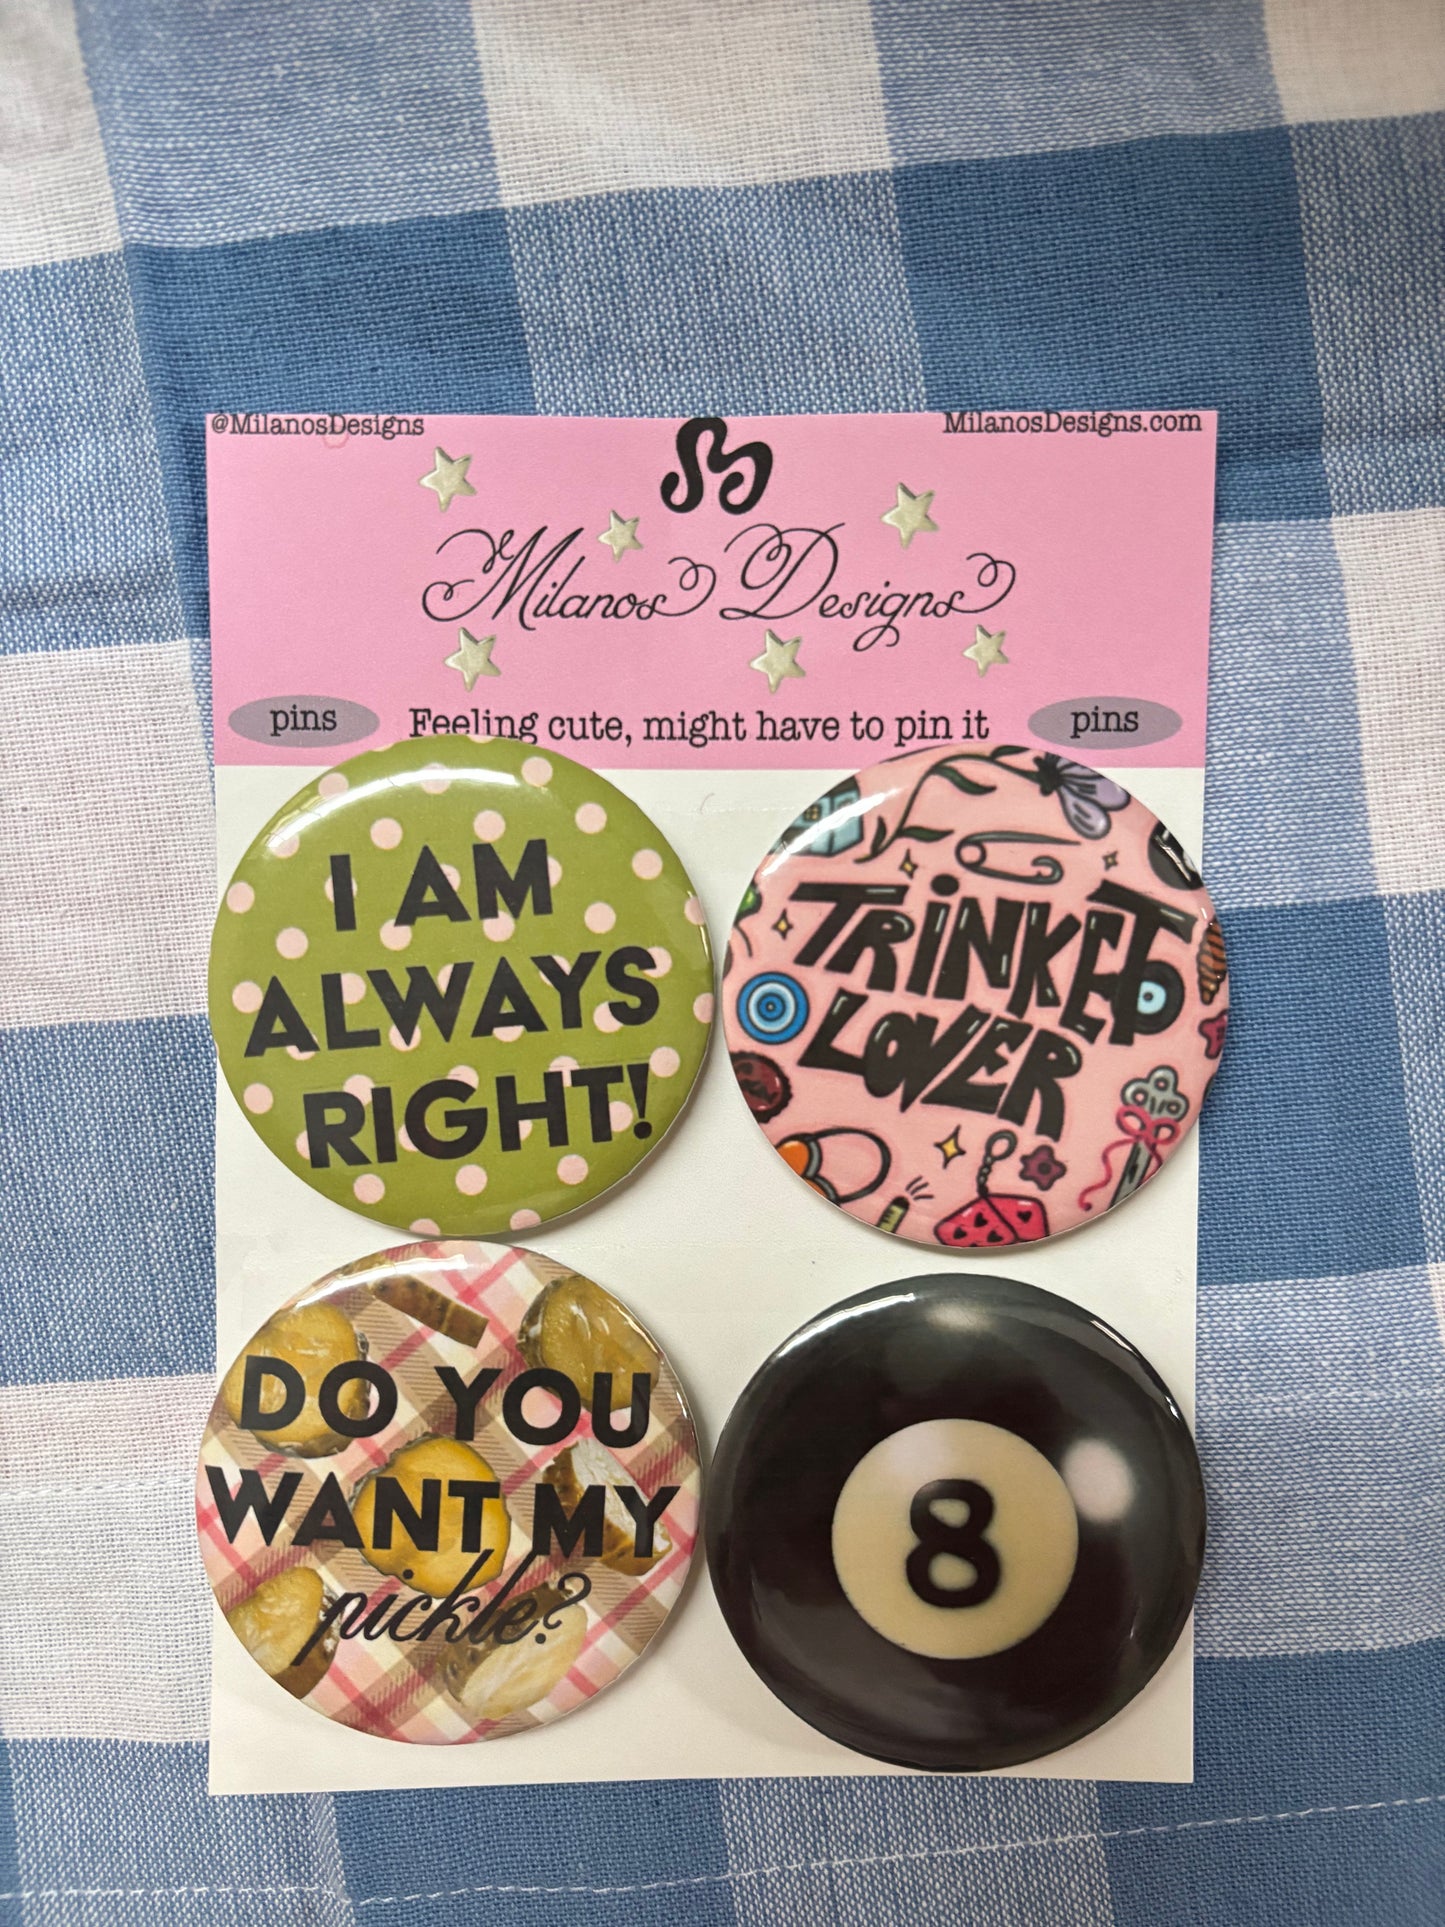 @MilanosDesigns
MilanosDesigns.com
Milanos Designs
pins
Feeling cute, might have to pin it
pins
I AM
ALWAYS
RIGHT!
TRiNKET
LOVER
DO YOU
WANT MY
pickle?
8